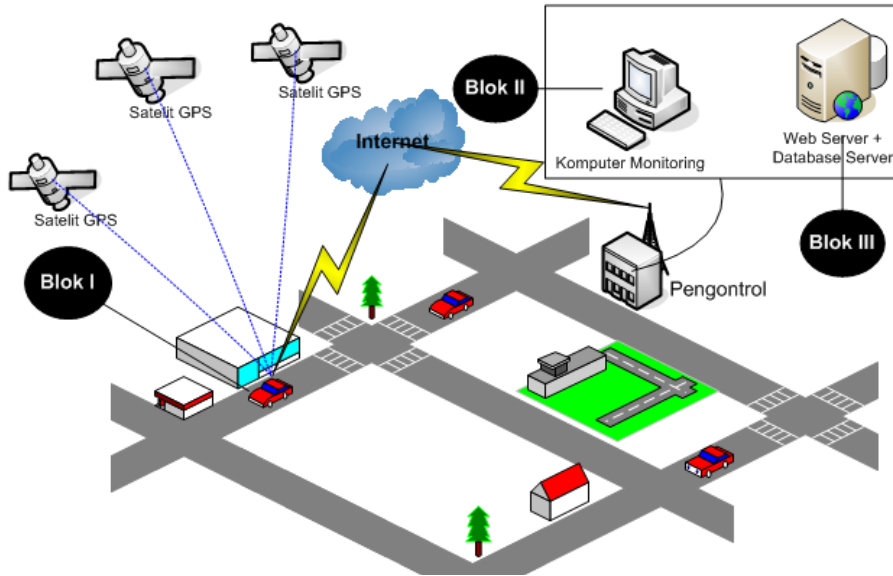 Satelit GPS
Satelit GPS
Satelit GPS
Blok I
Internet
Blok II
Komputer Monitoring
Web Server +
Database Server
Blok III
Pengontrol